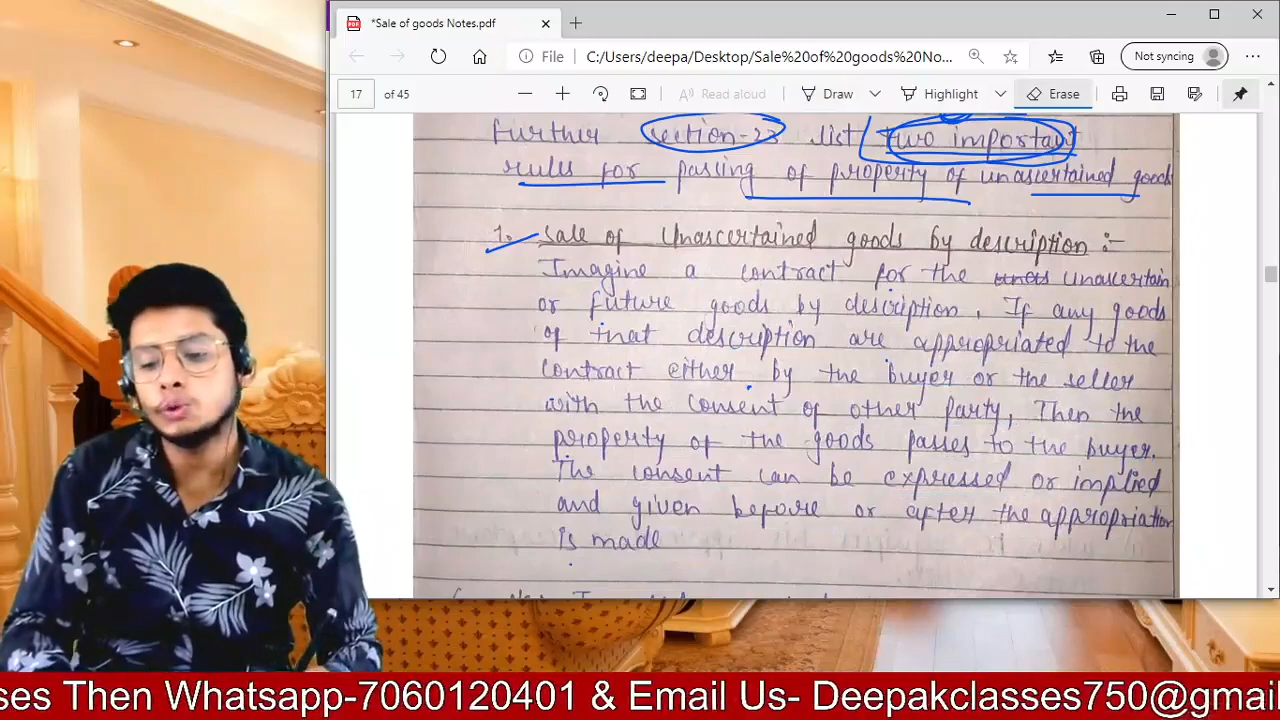 *Sale of goods Notes.pdf
File
C:/Users/deepa/Desktop/Sale%20of%20goods%20No...
Not syncing
17 of 45
Read aloud
Draw
Highlight
Erase
Further section-23 list two important
rules for passing of property of unascertained goods
1. Sale of Unascertained goods by description :-
Imagine a contract for the unascertain
or future goods by description. If any goods
of that description are appropriated to the
contract either by the buyer or the seller
with the consent of other party, Then the
property of the goods passes to the buyer.
The consent can be expressed or implied
and given before or after the appropriation
is made
ses Then Whatsapp-7060120401 & Email Us- Deepakclasses750@gmail